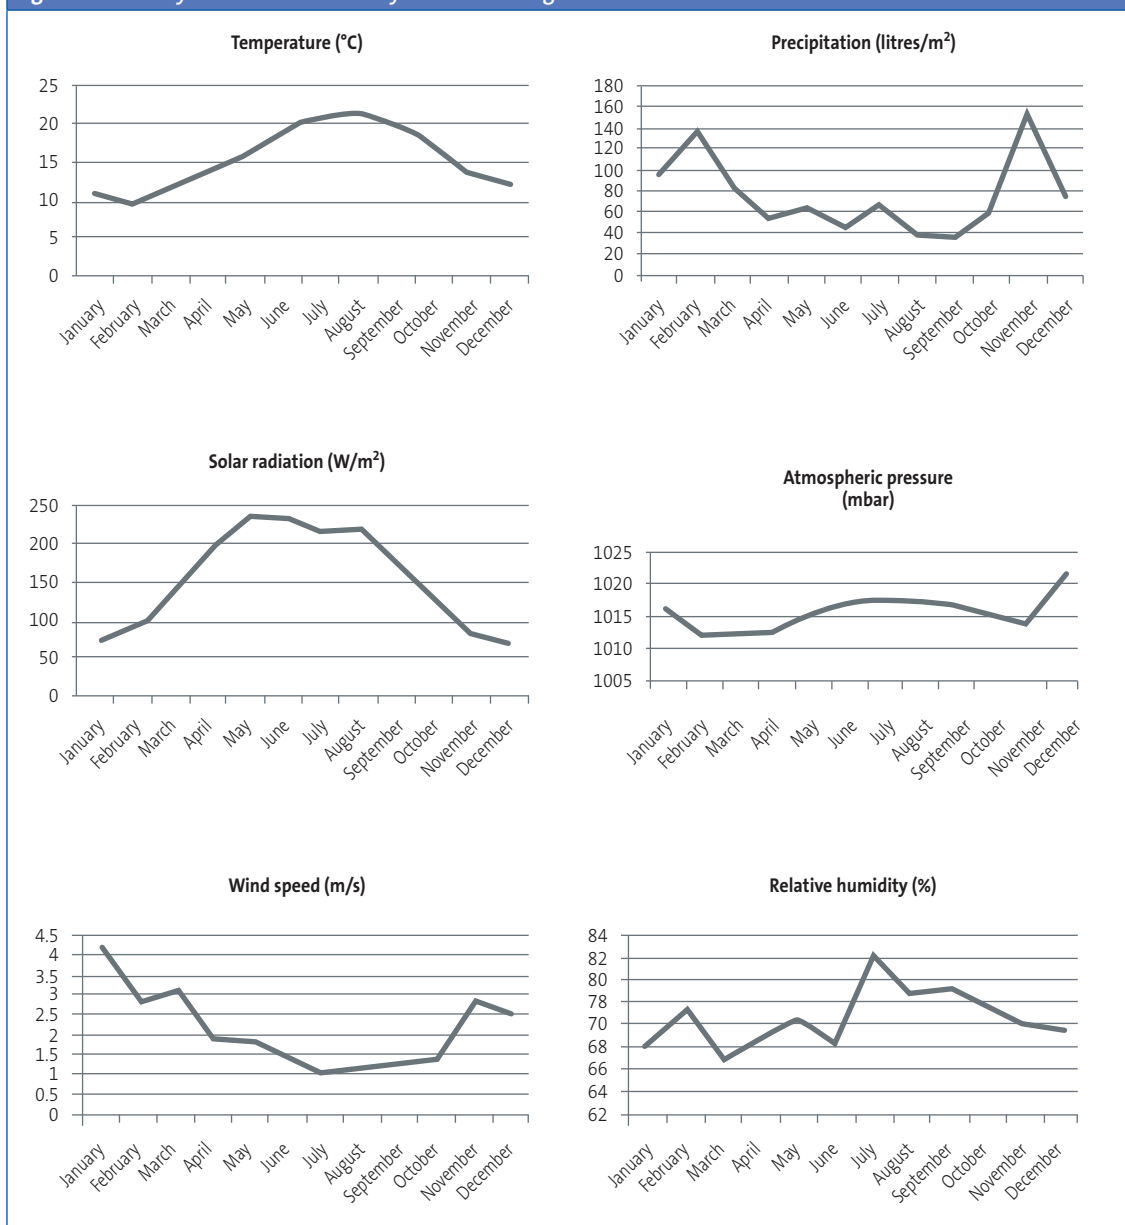 Temperature (°C)
25
20
15
10
5
0
January
February
March
April
May
June
July
August
September
October
November
December
Precipitation (litres/m²)
180
160
140
120
100
80
60
40
20
0
January
February
March
April
May
June
July
August
September
October
November
December
Solar radiation (W/m²)
250
200
150
100
50
0
January
February
March
April
May
June
July
August
September
October
November
December
Atmospheric pressure
(mbar)
1025
1020
1015
1010
1005
January
February
March
April
May
June
July
August
September
October
November
December
Wind speed (m/s)
4.5
4
3.5
3
2.5
2
1.5
1
0.5
0
January
February
March
April
May
June
July
August
September
October
November
December
Relative humidity (%)
84
82
80
78
70
68
66
64
62
January
February
March
April
May
June
July
August
September
October
November
December